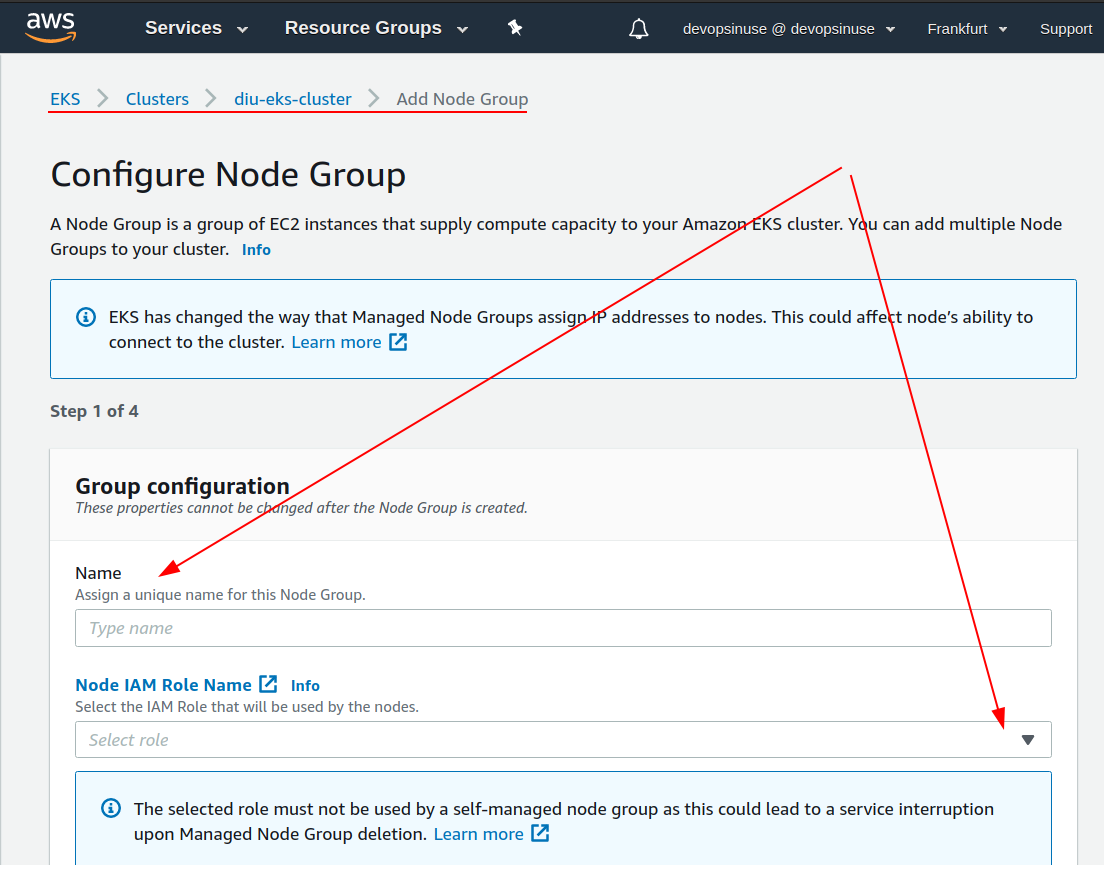 aws Services Resource Groups devopsinuse @ devopsinuse Frankfurt Support
EKS Clusters diu-eks-cluster Add Node Group
Configure Node Group
A Node Group is a group of EC2 instances that supply compute capacity to your Amazon EKS cluster. You can add multiple Node
Groups to your cluster. Info
EKS has changed the way that Managed Node Groups assign IP addresses to nodes. This could affect node’s ability to
connect to the cluster. Learn more
Step 1 of 4
Group configuration
These properties cannot be changed after the Node Group is created.
Name
Assign a unique name for this Node Group.
Type name
Node IAM Role Name Info
Select the IAM Role that will be used by the nodes.
Select role
The selected role must not be used by a self-managed node group as this could lead to a service interruption
upon Managed Node Group deletion. Learn more